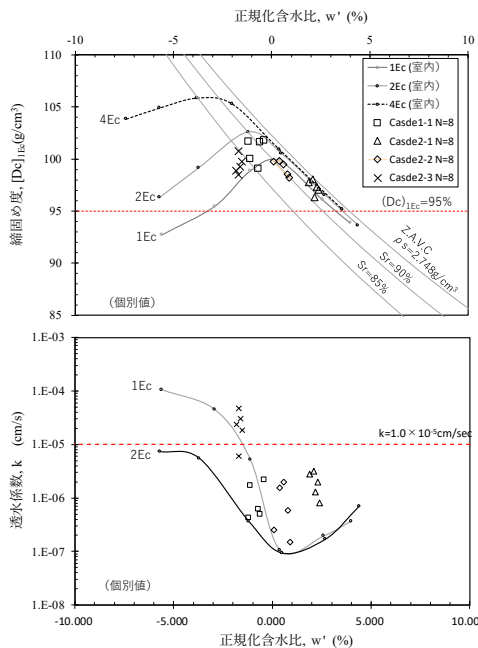 正規化含水比, w' (%)
-10
-5
0
5
10
110
105
100
95
90
85
締固め度, [Dc]1Ec(g/cm³)
4Ec
2Ec
1Ec
1Ec (室内)
2Ec (室内)
4Ec (室内)
Casde1-1 N=8
Casde2-1 N=8
Casde2-2 N=8
Casde2-3 N=8
(Dc)1Ec=95%
Z.A.V.C
ρs=2.748g/cm³
Sr=90%
Sr=85%
(個別値)
1.E-03
1.E-04
1.E-05
1.E-06
1.E-07
1.E-08
透水係数, k (cm/s)
1Ec
2Ec
k=1.0 ×10⁻⁵cm/sec
(個別値)
-10.000
-5.000
0.000
5.000
10.000
正規化含水比, w' (%)